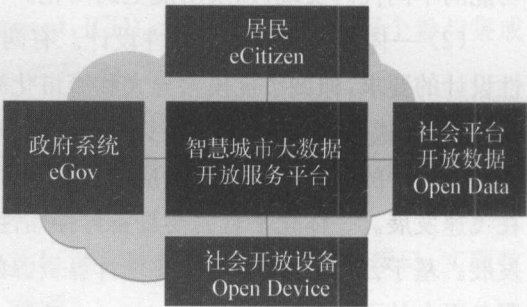 居民
eCitizen
政府系统
eGov
智慧城市大数据
开放服务平台
社会平台
开放数据
Open Data
社会开放设备
Open Device